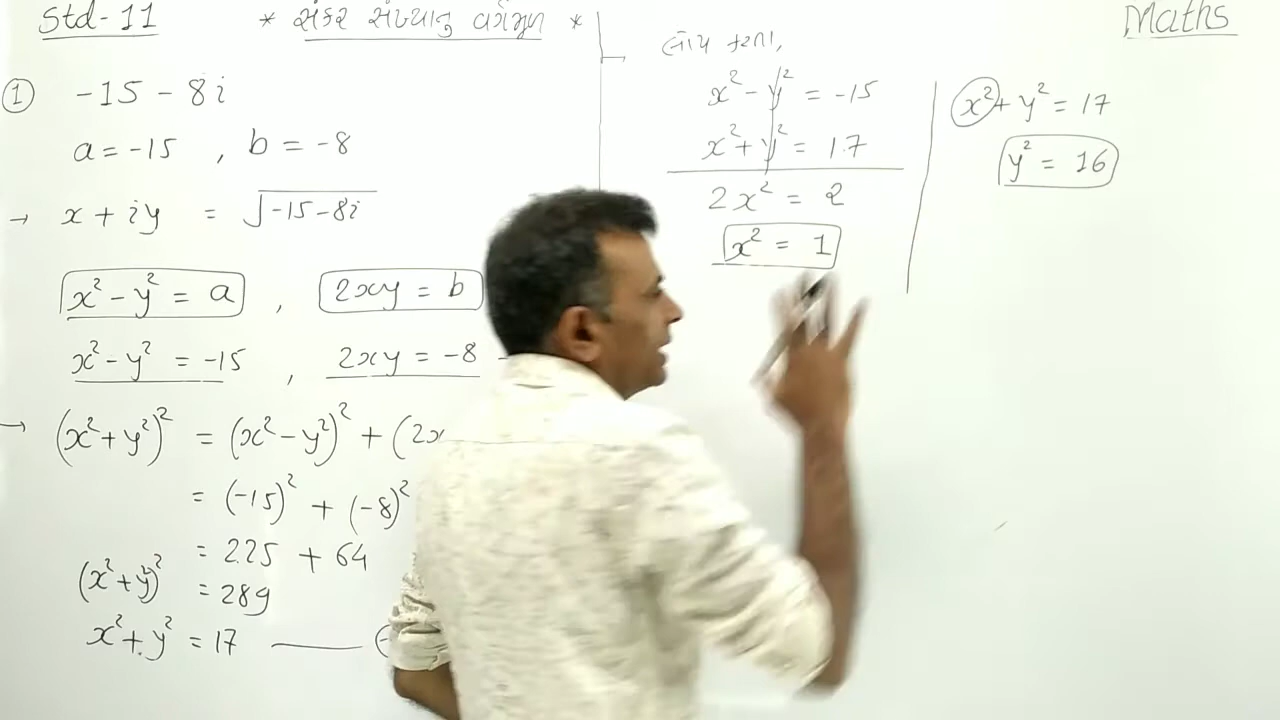 Std-11
* સંકર સંખ્યાનું વર્ગમૂળ *
Maths
① -15-8i
a=-15 , b=-8
→ x+iy = √-15-8i
x²-y² = a , 2xy = b
x²-y² = -15 , 2xy = -8 -
→ (x²+y²)² = (x²-y²)² + (2x
= (-15)² + (-8)²
= 225 + 64
(x²+y²)² = 289
x²+y² = 17 —— (
x²-y² = -15
x²+y² = 17
2x² = 2
x² = 1
x²+y² = 17
y² = 16